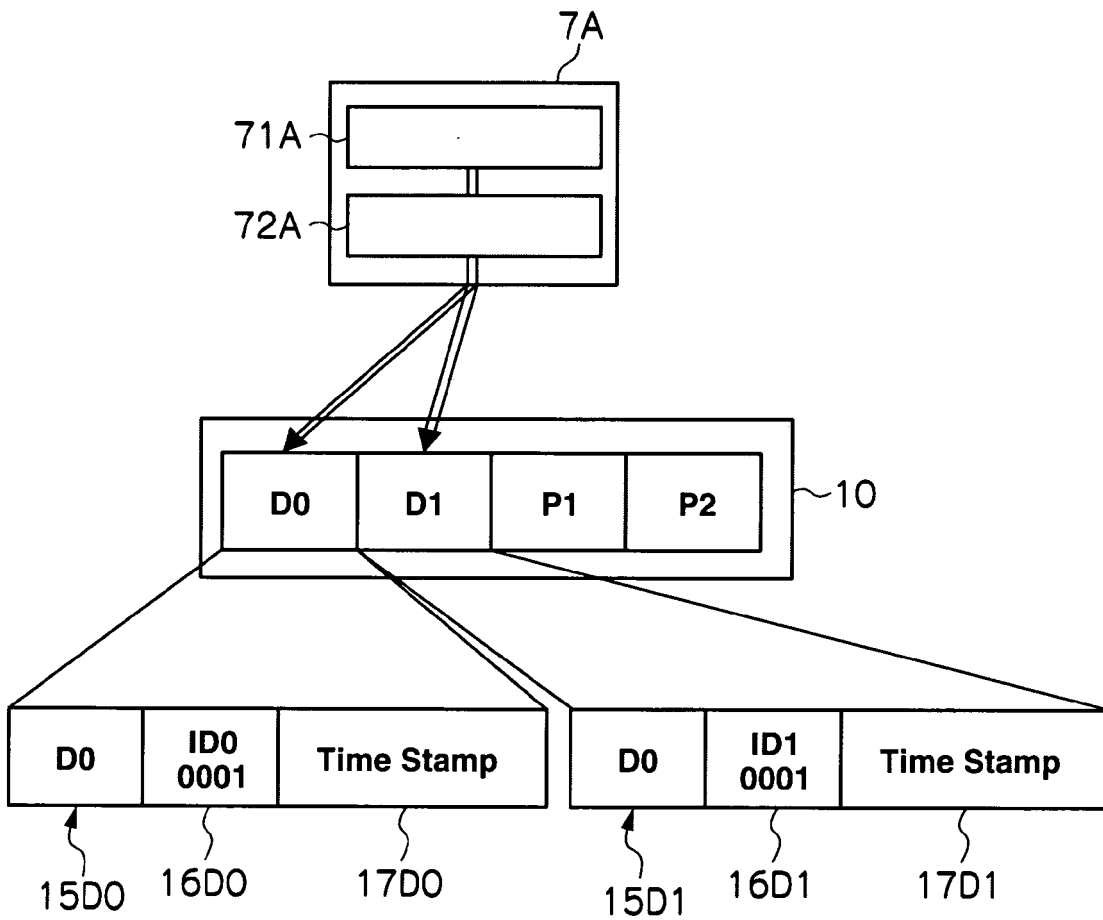 7A
71A
72A
D0 D1 P1 P2
10
D0 ID0 0001 Time Stamp
D0 ID1 0001 Time Stamp
15D0 16D0 17D0
15D1 16D1 17D1